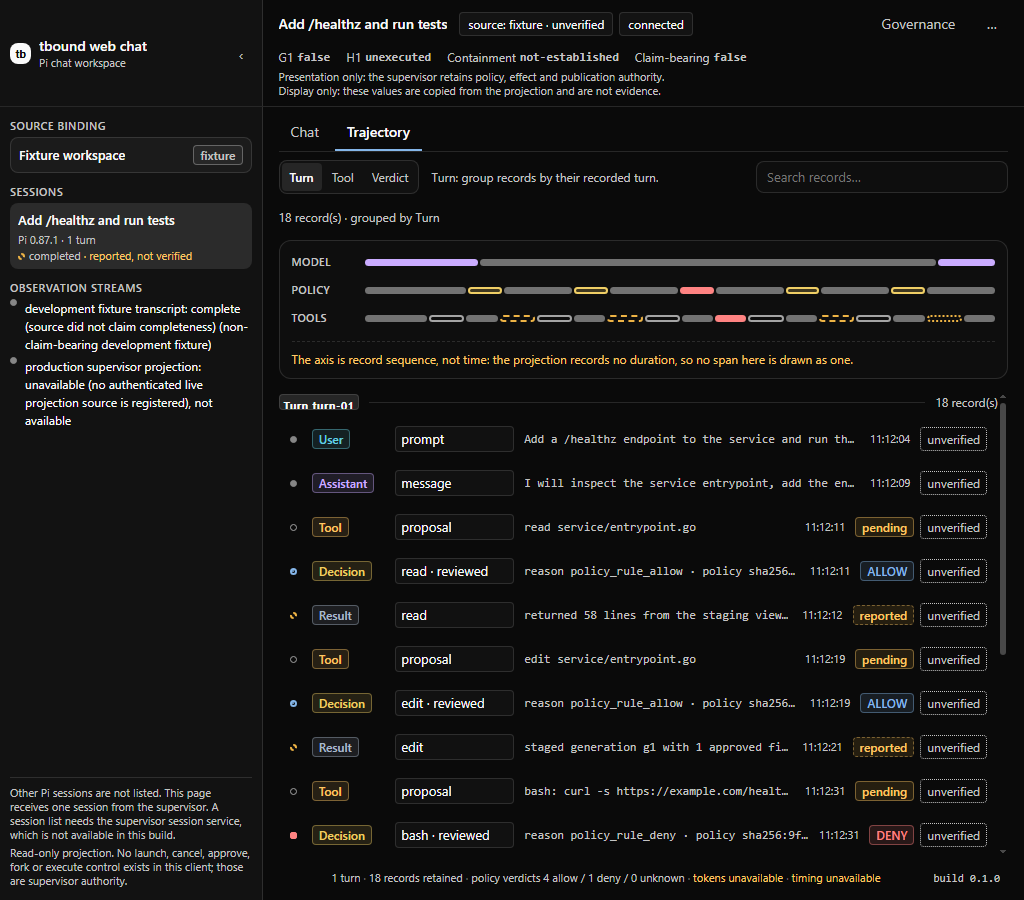 tb
tbound web chat
Pi chat workspace
‹
SOURCE BINDING
Fixture workspace
fixture
SESSIONS
Add /healthz and run tests
Pi 0.87.1 · 1 turn
completed · reported, not verified
OBSERVATION STREAMS
development fixture transcript: complete
(source did not claim completeness) (non-
claim-bearing development fixture)
production supervisor projection:
unavailable (no authenticated live
projection source is registered), not
available
Other Pi sessions are not listed. This page
receives one session from the supervisor. A
session list needs the supervisor session service,
which is not available in this build.
Read-only projection. No launch, cancel, approve,
fork or execute control exists in this client; those
are supervisor authority.
Add /healthz and run tests
source: fixture · unverified
connected
Governance
...
G1 false H1 unexecuted Containment not-established Claim-bearing false
Presentation only: the supervisor retains policy, effect and publication authority.
Display only: these values are copied from the projection and are not evidence.
Chat
Trajectory
Turn
Tool
Verdict
Turn: group records by their recorded turn.
Search records...
18 record(s) · grouped by Turn
MODEL
POLICY
TOOLS
The axis is record sequence, not time: the projection records no duration, so no span here is drawn as one.
Turn turn-01
18 record(s)
User prompt Add a /healthz endpoint to the service and run th… 11:12:04 unverified
Assistant message I will inspect the service entrypoint, add the en… 11:12:09 unverified
Tool proposal read service/entrypoint.go 11:12:11 pending unverified
Decision read · reviewed reason policy_rule_allow · policy sha256… 11:12:11 ALLOW unverified
Result read returned 58 lines from the staging view… 11:12:12 reported unverified
Tool proposal edit service/entrypoint.go 11:12:19 pending unverified
Decision edit · reviewed reason policy_rule_allow · policy sha256… 11:12:19 ALLOW unverified
Result edit staged generation g1 with 1 approved fi… 11:12:21 reported unverified
Tool proposal bash: curl -s https://example.com/healt… 11:12:31 pending unverified
Decision bash · reviewed reason policy_rule_deny · policy sha256:9f… 11:12:31 DENY unverified
1 turn · 18 records retained · policy verdicts 4 allow / 1 deny / 0 unknown · tokens unavailable · timing unavailable
build 0.1.0